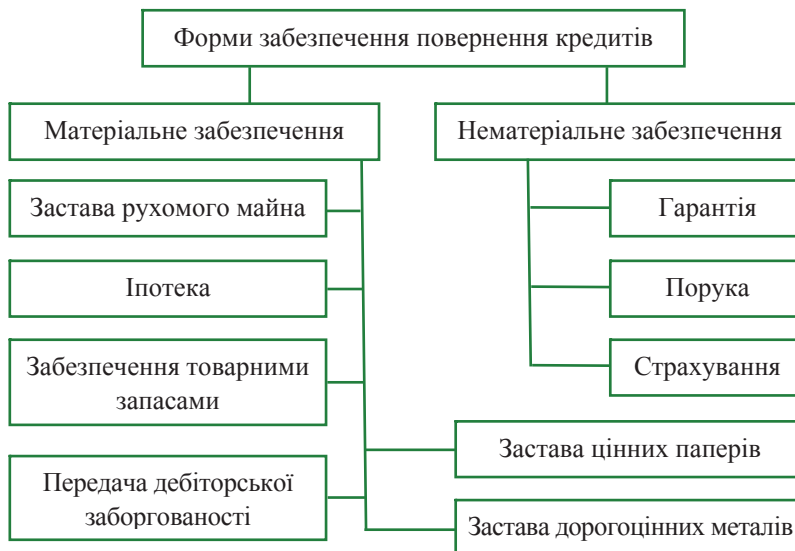 Форми забезпечення повернення кредитів
Матеріальне забезпечення
Нематеріальне забезпечення
Застава рухомого майна
Гарантія
Іпотека
Порука
Забезпечення товарними
запасами
Страхування
Застава цінних паперів
Передача дебіторської
заборгованості
Застава дорогоцінних металів